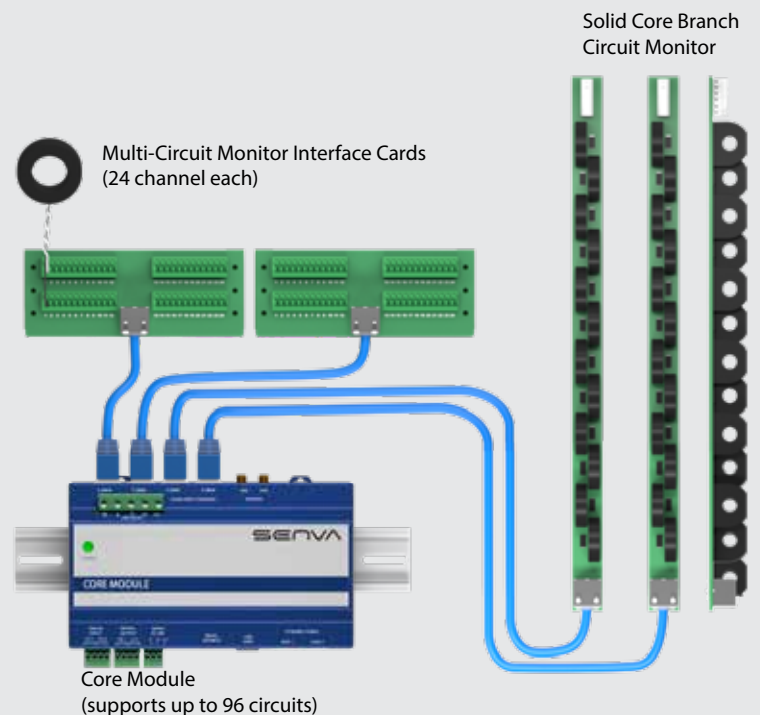 Solid Core Branch
Circuit Monitor
Multi-Circuit Monitor Interface Cards
(24 channel each)
SENVA
CORE MODULE
Core Module
(supports up to 96 circuits)